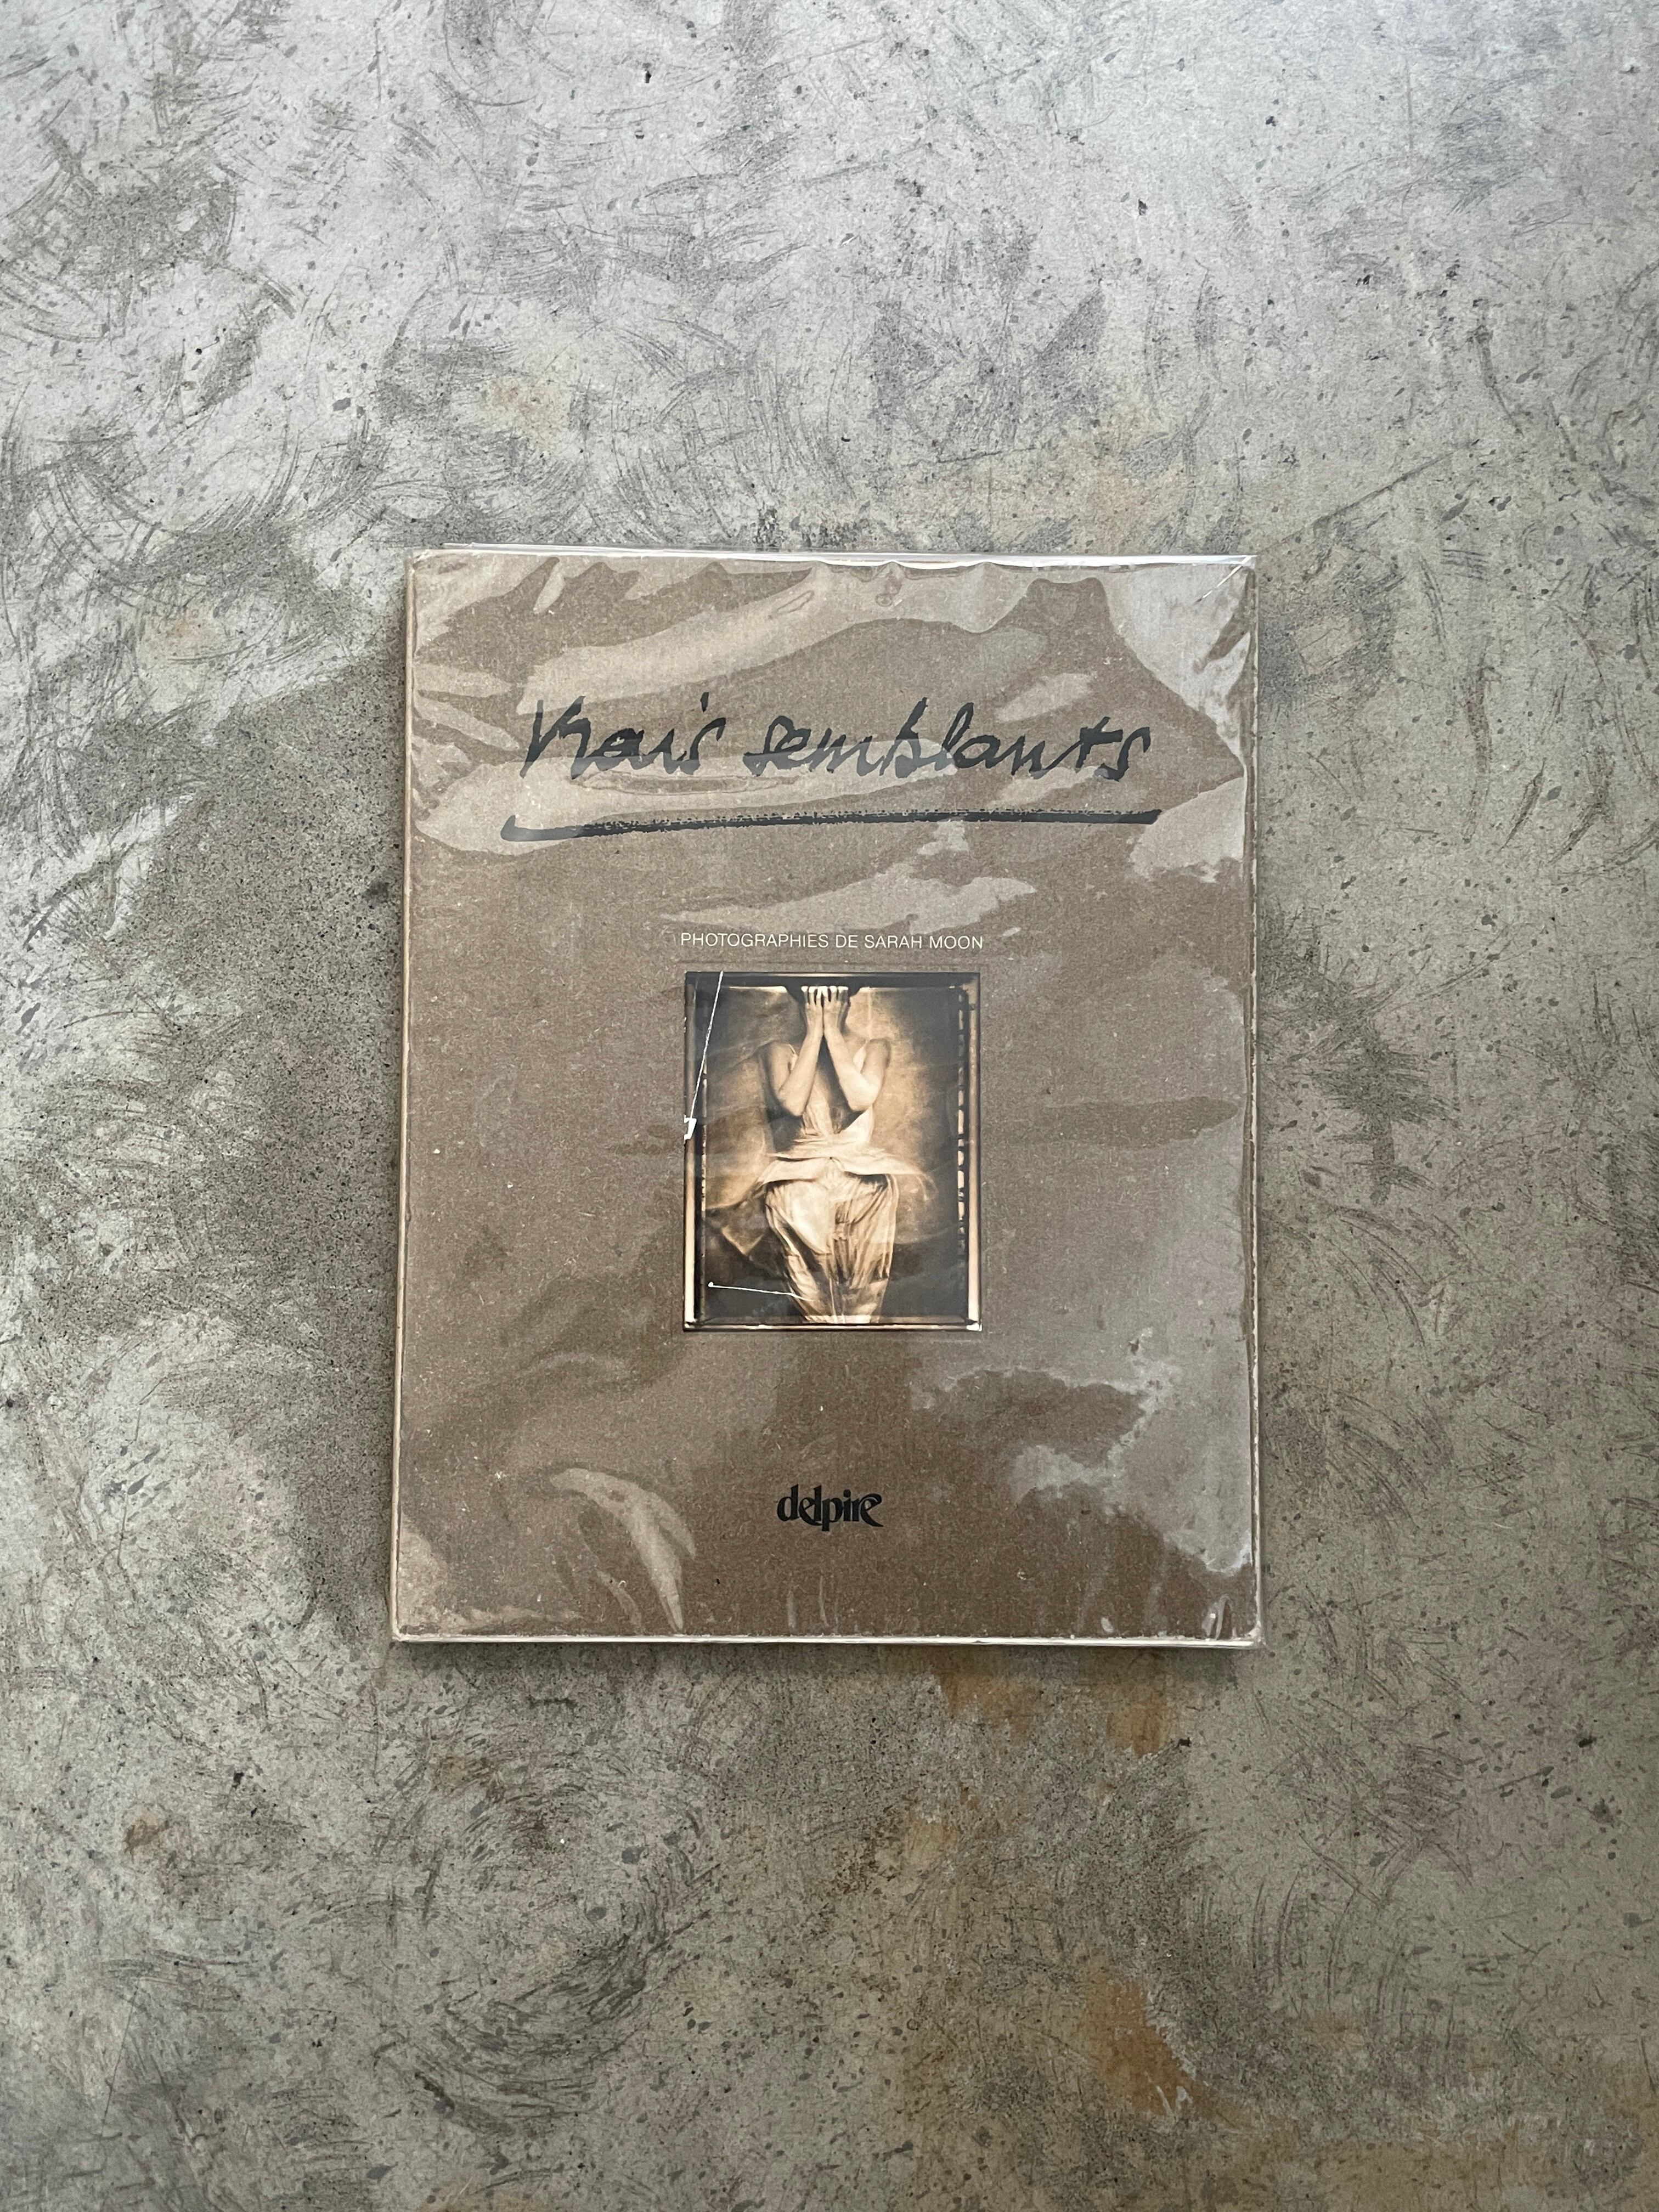 Vrais semblants
PHOTOGRAPHIES DE SARAH MOON
delpire